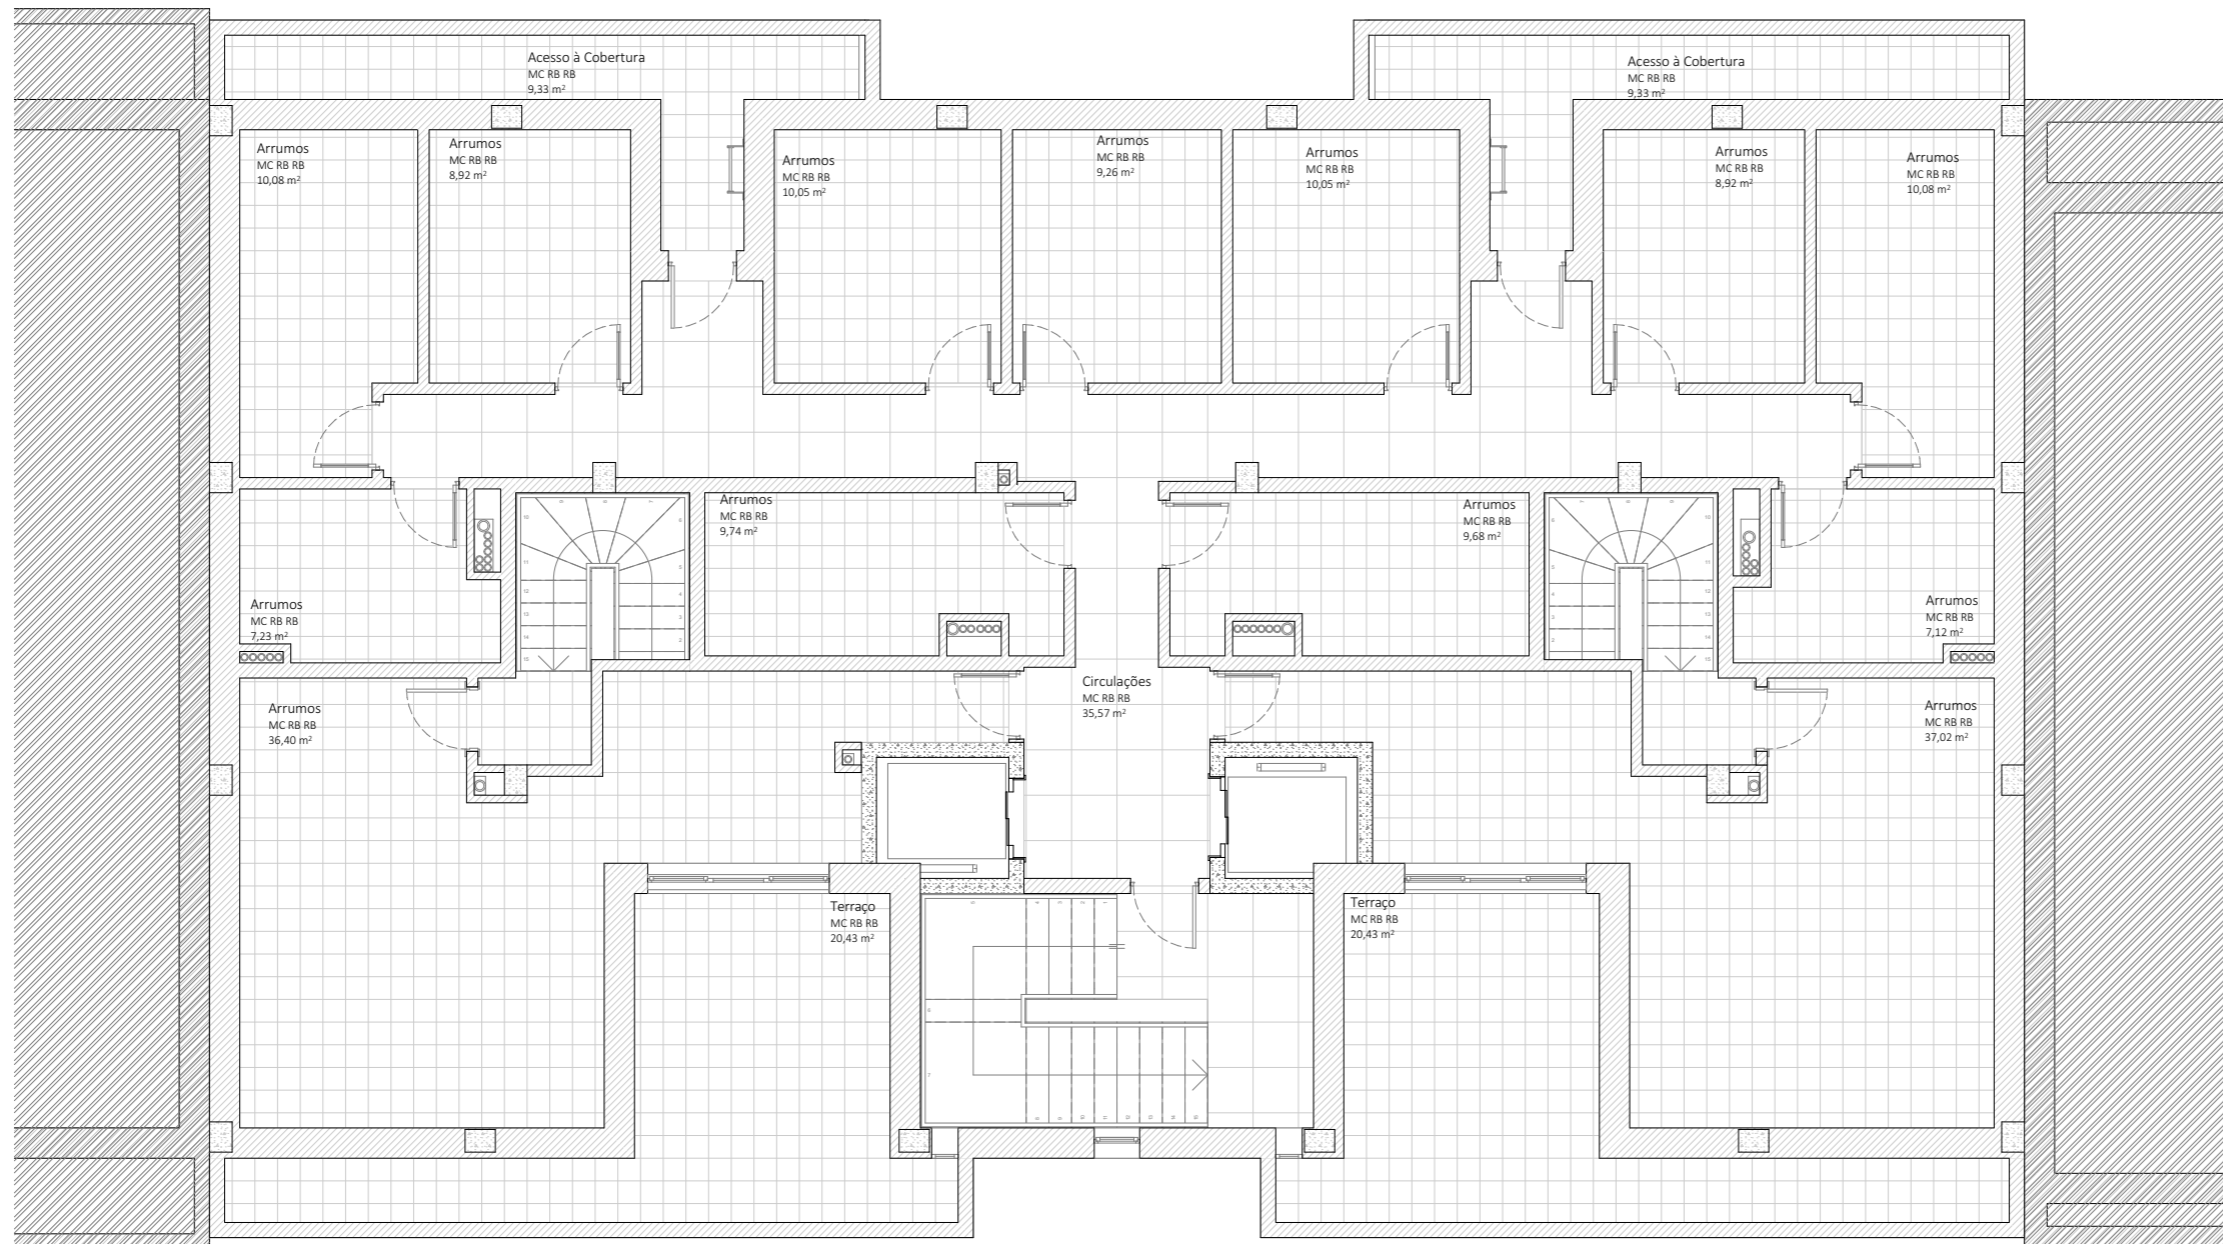 Acesso à Cobertura
MC RB RB
9,33 m²
Acesso à Cobertura
MC RB RB
9,33 m²
Arrumos
MC RB RB
10,08 m²
Arrumos
MC RB RB
8,92 m²
Arrumos
MC RB RB
10,05 m²
Arrumos
MC RB RB
9,26 m²
Arrumos
MC RB RB
10,05 m²
Arrumos
MC RB RB
8,92 m²
Arrumos
MC RB RB
10,08 m²
Arrumos
MC RB RB
9,74 m²
Arrumos
MC RB RB
9,68 m²
Arrumos
MC RB RB
7,23 m²
Arrumos
MC RB RB
7,12 m²
Circulações
MC RB RB
35,57 m²
Arrumos
MC RB RB
36,40 m²
Arrumos
MC RB RB
37,02 m²
Terraço
MC RB RB
20,43 m²
Terraço
MC RB RB
20,43 m²